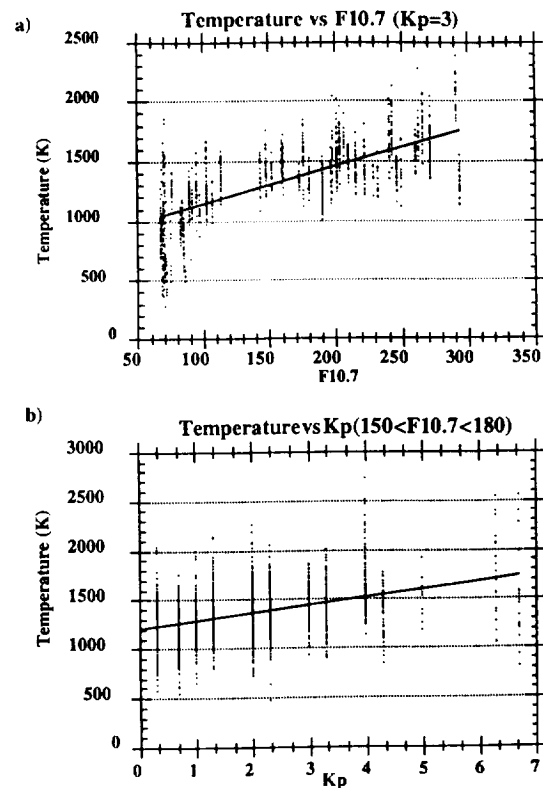 a)
Temperature vs F10.7 (Kp=3)
2500
2000
1500
1000
500
0
Temperature (K)
50 100 150 200 250 300 350
F10.7
b)
Temperature vs Kp (150<F10.7<180)
3000
2500
2000
1500
1000
500
0
Temperature (K)
0 1 2 3 4 5 6 7
Kp